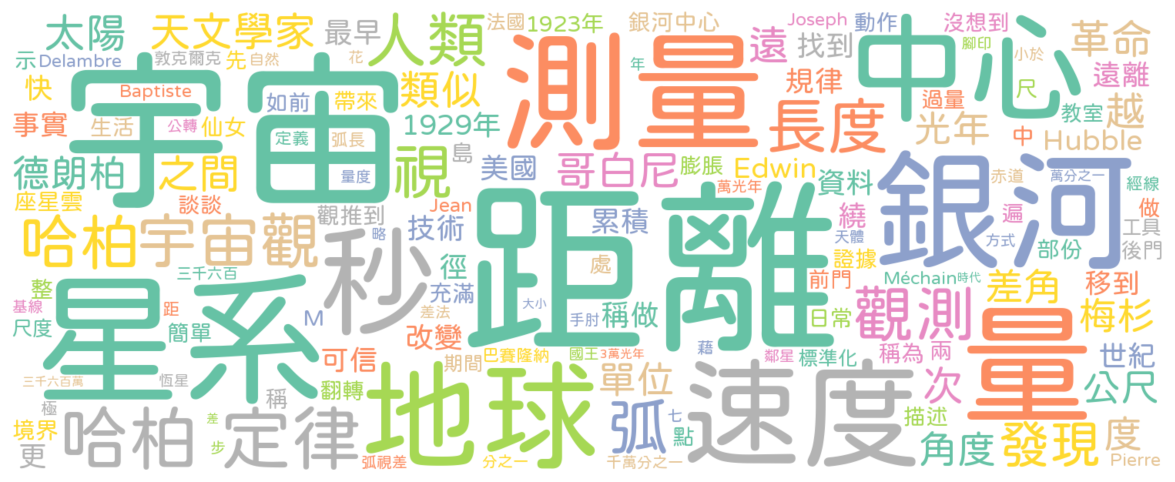 太陽 天文學家 最早 人類 法國 1923年 銀河中心 Joseph 動作 沒想到 革命
示 Delambre 敦克爾克 先 自然 花 遠 找到 腳印 小於
快 Baptiste 宇宙 如前 帶來 類似 測量 年 規律 中心 尺 遠離
事實 生活 公轉 仙女 定義 弧長 1929年 長度 過量 光年 教室 越
德朗柏 之間 量度 視 島 美國 哥白尼 膨脹 Edwin 中 Hubble
座星雲 談談 觀推到 Jean 累積 萬光年 資料 銀河 赤道 萬分之一 經線
哈柏 宇宙觀 略 技術 距離 繞 遍 做 工具
三千六百 秒 處 天體 證據 方式 部份 後門
整 星系 徑 充滿 前門 Méchain 時代
基線 尺度 簡單 距 M 差法 大小 手肘 稱做 日常 觀測 差角 移到
可信 改變 藉 量 梅杉
三千六百萬 恆星 翻轉 期間 巴賽隆納 國王 3萬光年 鄰星 標準化 稱為 兩 世紀
極 稱 地球 單位 速度 次 公尺
境界 哈柏 差 定律 弧 七 點 描述 度
更 步 弧視差 分之一 千萬分之一 角度 發現 Pierre